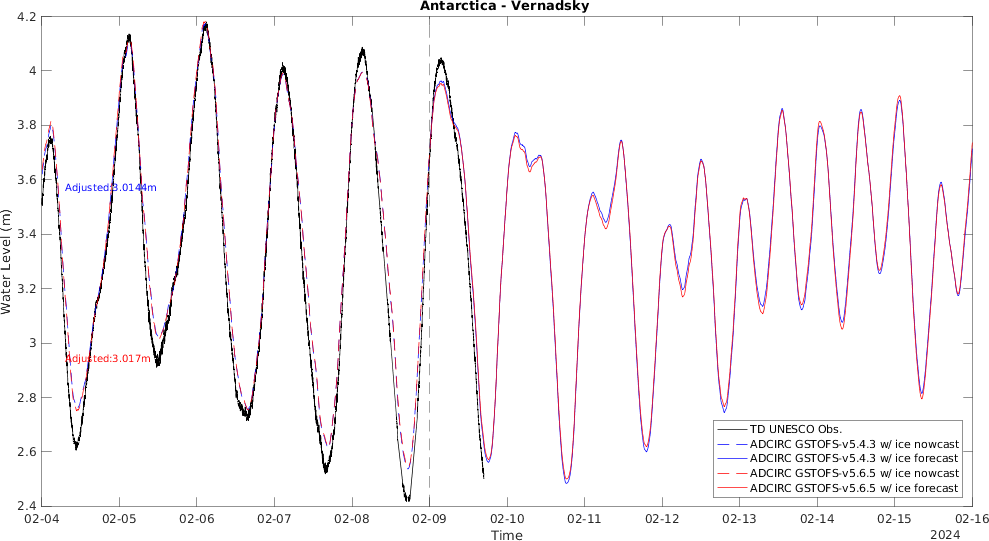 Antarctica - Vernadsky
4.2
4
3.8
3.6
3.4
3.2
3
2.8
2.6
2.4
Water Level (m)
Adjusted:3.0144m
Adjusted:3.017m
TD UNESCO Obs.
ADCIRC GSTOFS-v5.4.3 w/ ice nowcast
ADCIRC GSTOFS-v5.4.3 w/ ice forecast
ADCIRC GSTOFS-v5.6.5 w/ ice nowcast
ADCIRC GSTOFS-v5.6.5 w/ ice forecast
02-04 02-05 02-06 02-07 02-08 02-09 02-10 02-11 02-12 02-13 02-14 02-15 02-16
Time
2024